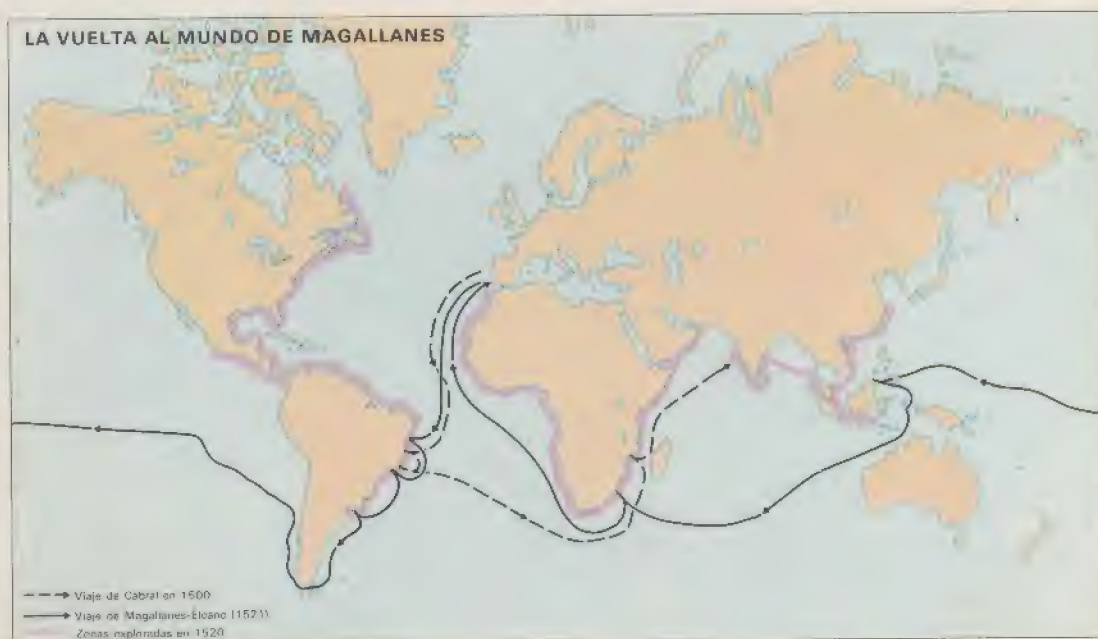 LA VUELTA AL MUNDO DE MAGALLANES
Viaje de Cabral en 1500
Viaje de Magallanes-Elcano (1521)
Zonas exploradas en 1520